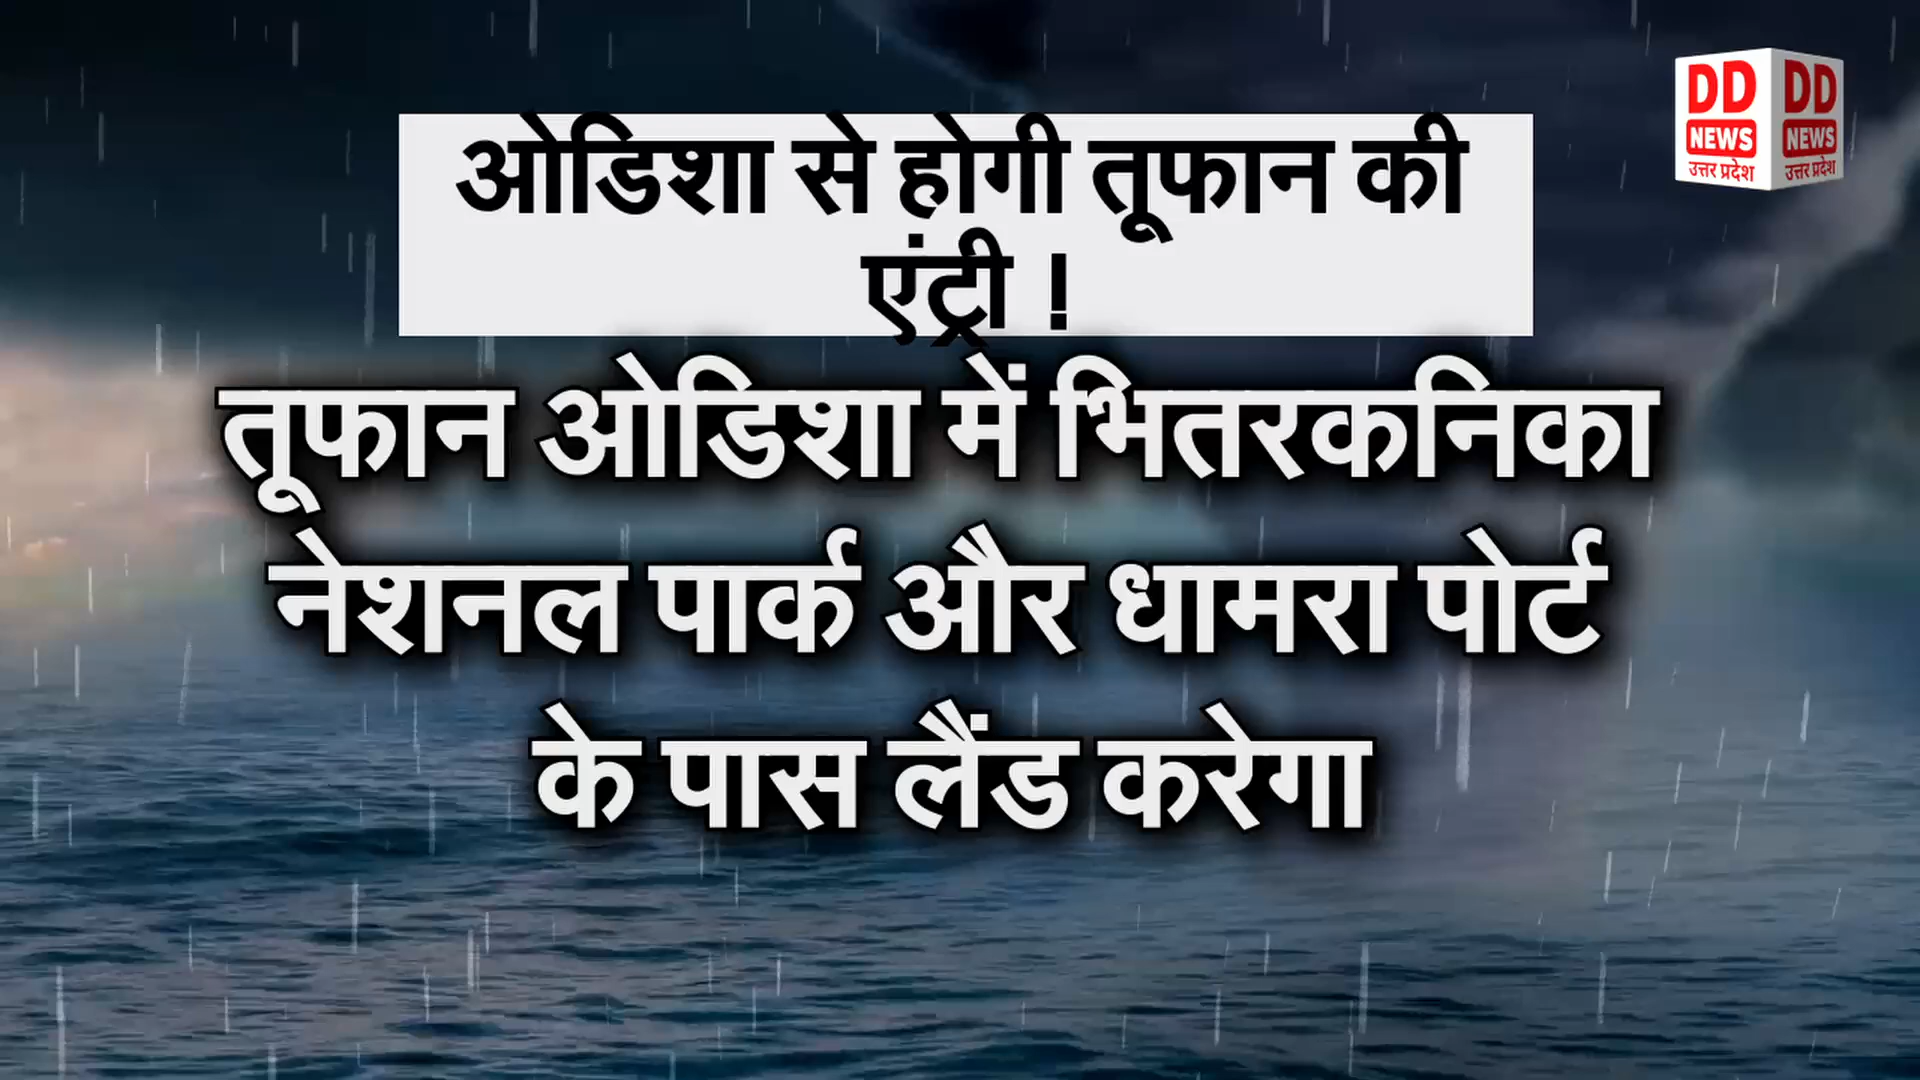 DD DD
NEWS NEWS
उत्तर प्रदेश उत्तर प्रदेश
ओडिशा से होगी तूफान की
एंट्री !
तूफान ओडिशा में भितरकनिका
नेशनल पार्क और धामरा पोर्ट
के पास लैंड करेगा